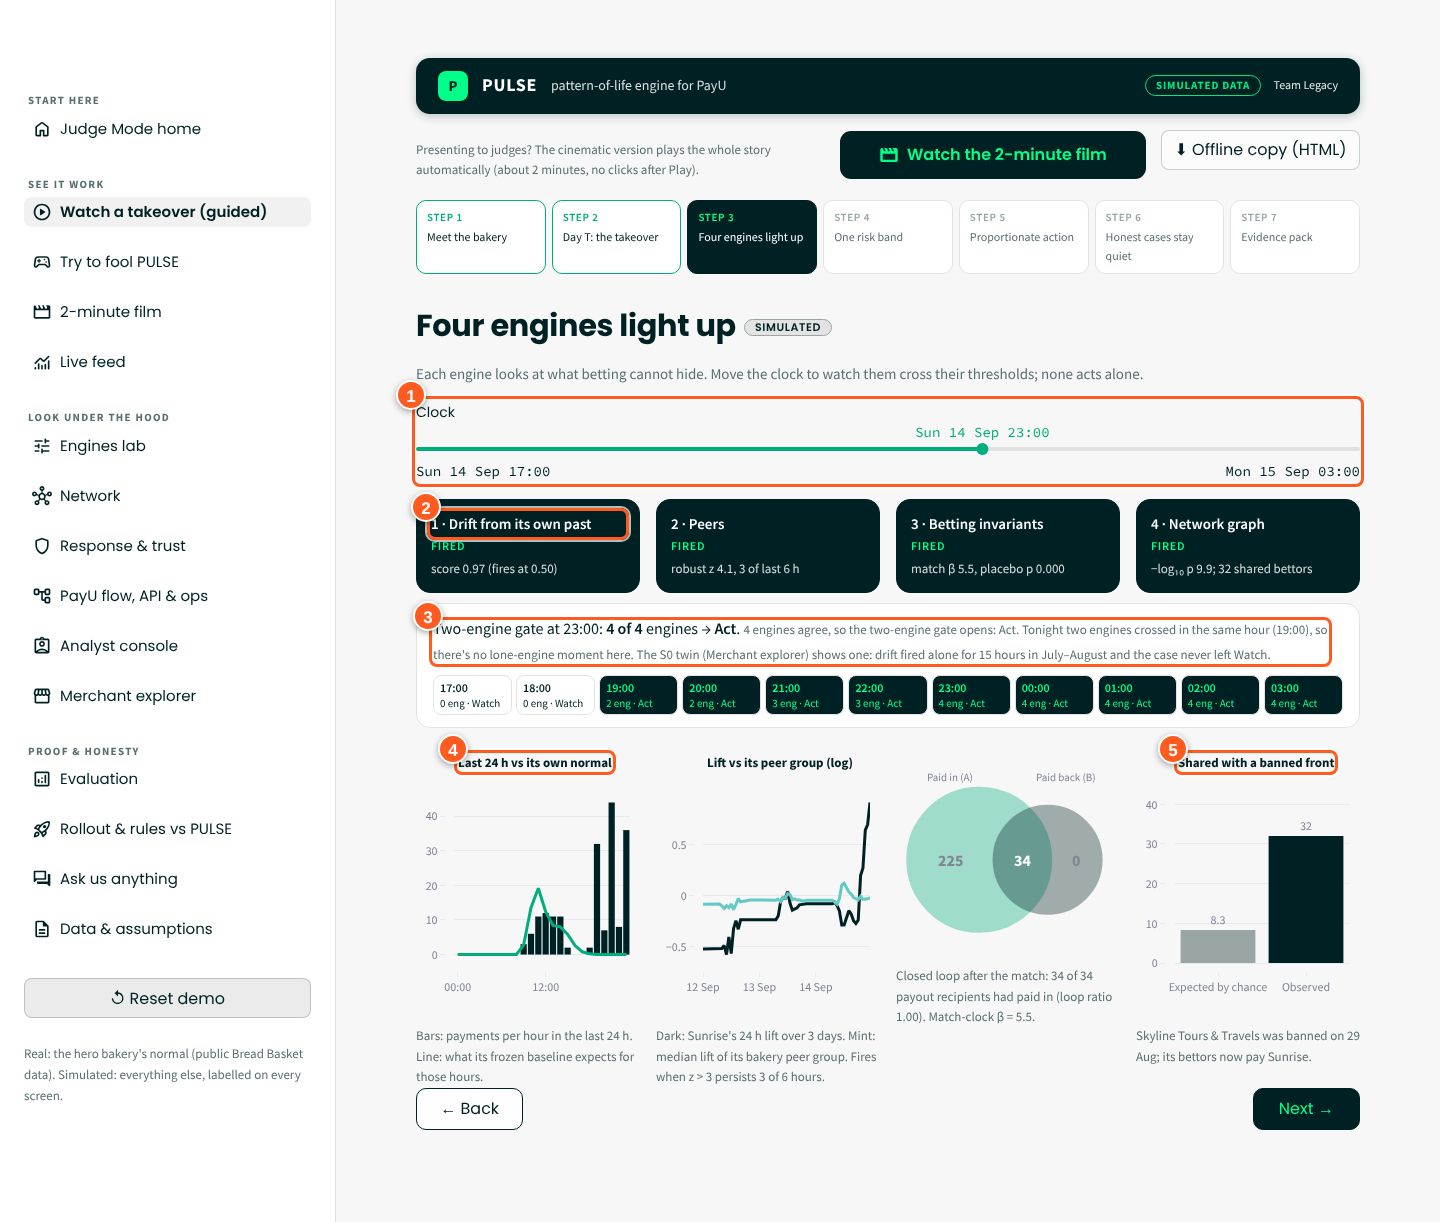 START HERE
Judge Mode home
SEE IT WORK
Watch a takeover (guided)
Try to fool PULSE
2-minute film
Live feed
LOOK UNDER THE HOOD
Engines lab
Network
Response & trust
PayU flow, API & ops
Analyst console
Merchant explorer
PROOF & HONESTY
Evaluation
Rollout & rules vs PULSE
Ask us anything
Data & assumptions
Reset demo
Real: the hero bakery's normal (public Bread Basket
data). Simulated: everything else, labelled on every
screen.
P PULSE pattern-of-life engine for PayU SIMULATED DATA Team Legacy
Presenting to judges? The cinematic version plays the whole story
automatically (about 2 minutes, no clicks after Play).
Watch the 2-minute film
⬇ Offline copy (HTML)
STEP 1
Meet the bakery
STEP 2
Day T: the takeover
STEP 3
Four engines light up
STEP 4
One risk band
STEP 5
Proportionate action
STEP 6
Honest cases stay
quiet
STEP 7
Evidence pack
Four engines light up SIMULATED
Each engine looks at what betting cannot hide. Move the clock to watch them cross their thresholds; none acts alone.
1
Clock
Sun 14 Sep 23:00
Sun 14 Sep 17:00 Mon 15 Sep 03:00
2
1 · Drift from its own past
FIRED
score 0.97 (fires at 0.50)
2 · Peers
FIRED
robust z 4.1, 3 of last 6 h
3 · Betting invariants
FIRED
match β 5.5, placebo p 0.000
4 · Network graph
FIRED
−log₁₀ p 9.9; 32 shared bettors
3
Two-engine gate at 23:00: 4 of 4 engines → Act. 4 engines agree, so the two-engine gate opens: Act. Tonight two engines crossed in the same hour (19:00), so
there's no lone-engine moment here. The S0 twin (Merchant explorer) shows one: drift fired alone for 15 hours in July–August and the case never left Watch.
17:00 18:00 19:00 20:00 21:00 22:00 23:00 00:00 01:00 02:00 03:00
0 eng · Watch 0 eng · Watch 2 eng · Act 2 eng · Act 3 eng · Act 3 eng · Act 4 eng · Act 4 eng · Act 4 eng · Act 4 eng · Act 4 eng · Act
4
Last 24 h vs its own normal
40
30
20
10
0
00:00 12:00
Bars: payments per hour in the last 24 h.
Line: what its frozen baseline expects for
those hours.
Lift vs its peer group (log)
0.5
0
−0.5
12 Sep 13 Sep 14 Sep
Dark: Sunrise's 24 h lift over 3 days. Mint:
median lift of its bakery peer group. Fires
when z > 3 persists 3 of 6 hours.
Paid in (A) Paid back (B)
225 34 0
Closed loop after the match: 34 of 34
payout recipients had paid in (loop ratio
1.00). Match-clock β = 5.5.
5
Shared with a banned front
40
30
20
10
0
8.3
32
Expected by chance Observed
Skyline Tours & Travels was banned on 29
Aug; its bettors now pay Sunrise.
← Back
Next →